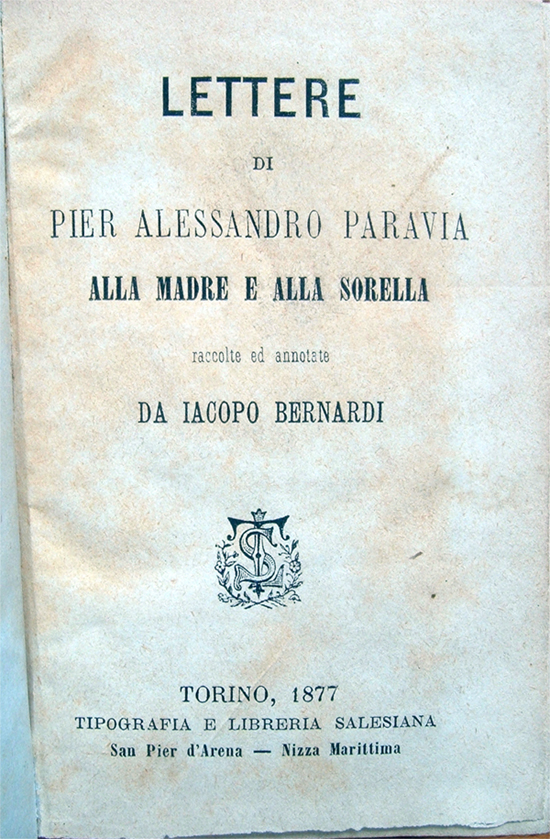 LETTERE
DI
PIER ALESSANDRO PARAVIA
ALLA MADRE E ALLA SORELLA
raccolte ed annotate
DA IACOPO BERNARDI
TORINO, 1877
TIPOGRAFIA E LIBRERIA SALESIANA
San Pier d'Arena — Nizza Marittima